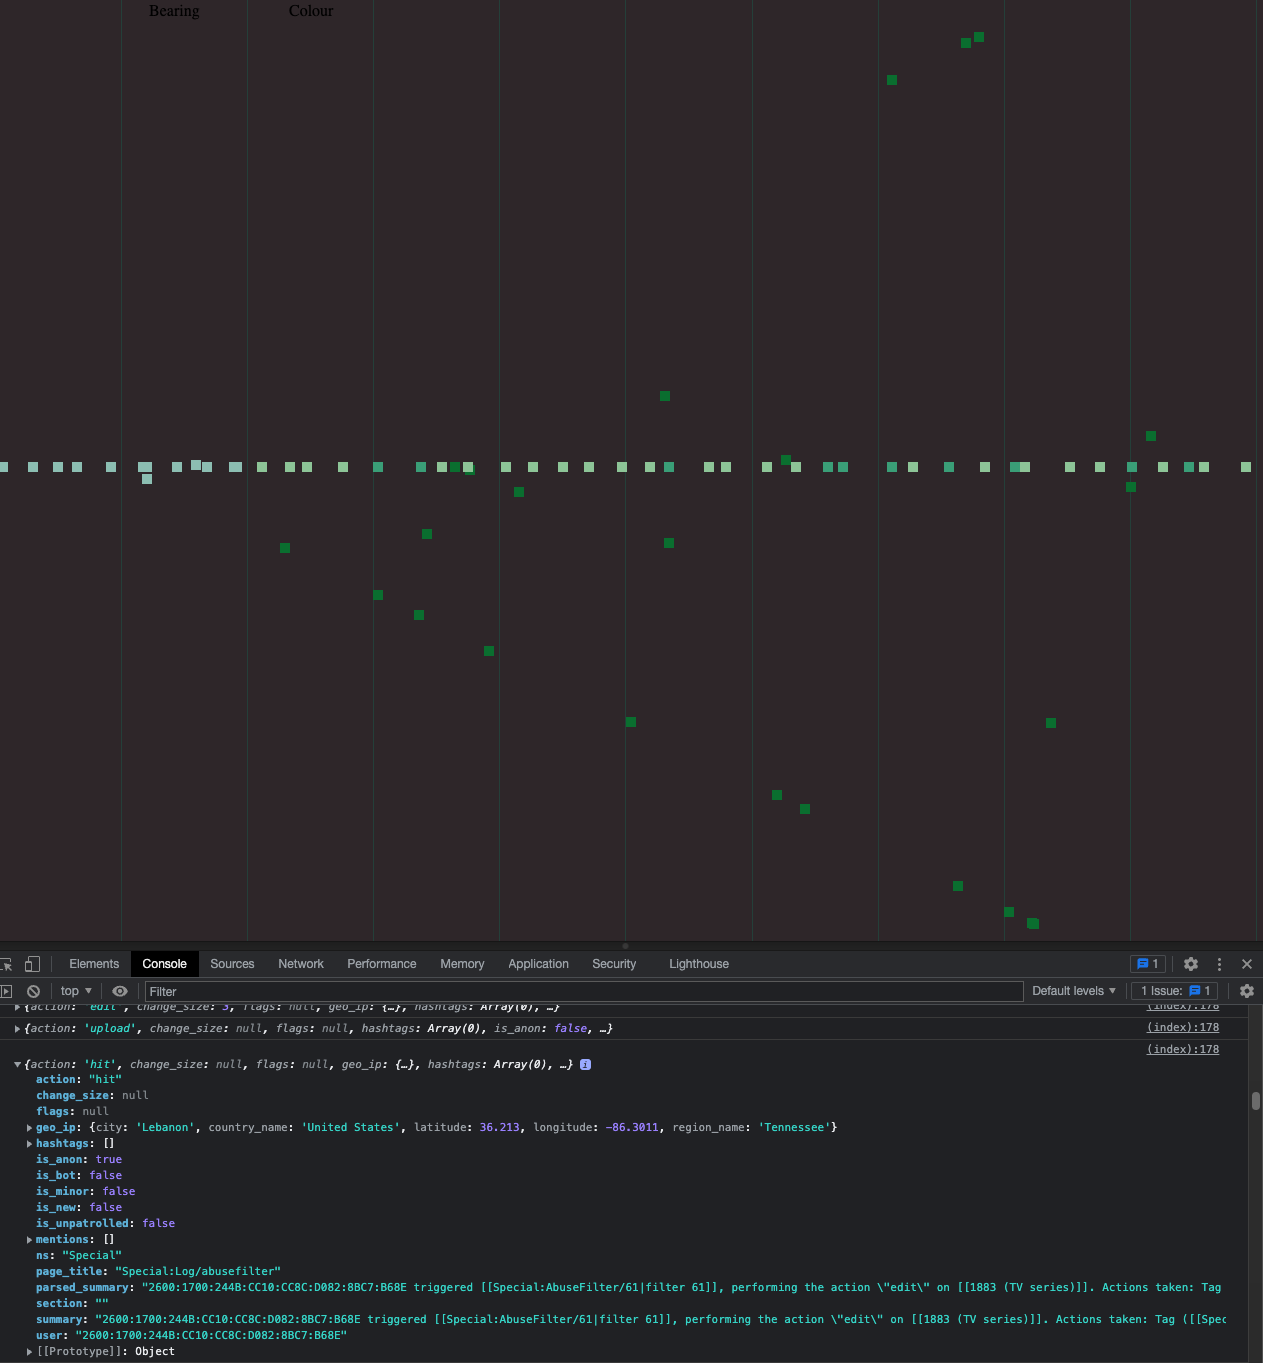 Bearing Colour
Elements Console Sources Network Performance Memory Application Security Lighthouse 1
top Filter Default levels 1 Issue: 1
{action: 'edit', change_size: 3, flags: null, geo_ip: {…}, hashtags: Array(0), …} (index):178
{action: 'upload', change_size: null, flags: null, hashtags: Array(0), is_anon: false, …} (index):178
(index):178
{action: 'hit', change_size: null, flags: null, geo_ip: {…}, hashtags: Array(0), …} i
action: "hit"
change_size: null
flags: null
geo_ip: {city: 'Lebanon', country_name: 'United States', latitude: 36.213, longitude: -86.3011, region_name: 'Tennessee'}
hashtags: []
is_anon: true
is_bot: false
is_minor: false
is_new: false
is_unpatrolled: false
mentions: []
ns: "Special"
page_title: "Special:Log/abusefilter"
parsed_summary: "2600:1700:244B:CC10:CC8C:D082:8BC7:B68E triggered [[Special:AbuseFilter/61|filter 61]], performing the action \"edit\" on [[1883 (TV series)]]. Actions taken: Tag
section: ""
summary: "2600:1700:244B:CC10:CC8C:D082:8BC7:B68E triggered [[Special:AbuseFilter/61|filter 61]], performing the action \"edit\" on [[1883 (TV series)]]. Actions taken: Tag ([[Spec
user: "2600:1700:244B:CC10:CC8C:D082:8BC7:B68E"
[[Prototype]]: Object